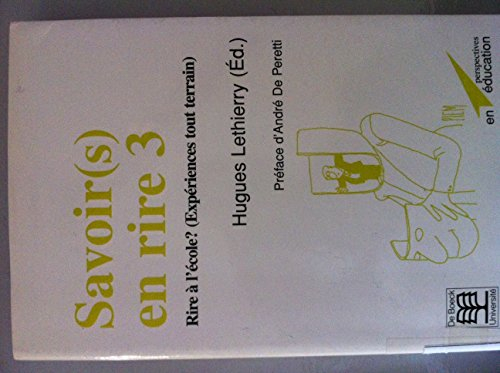 Savoir(s)
en rire 3
Rire à l'école? (Expériences tout terrain)
Hugues Lethierry (Éd.)
Préface d'André De Peretti
perspectives
en éducation
De Boeck
Université